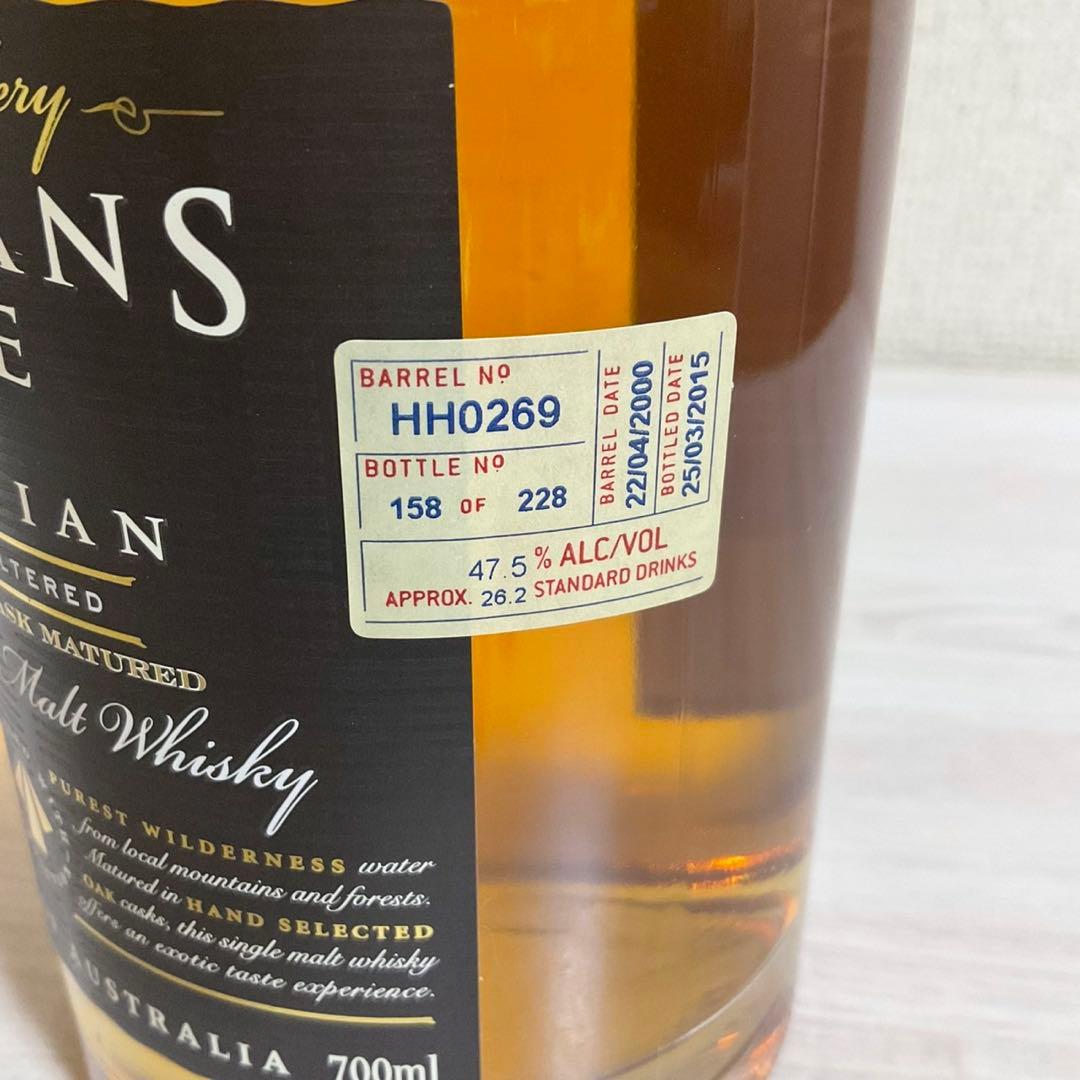 ery
ANS
E
IAN
LTERED
ASK MATURED
Malt Whisky
PUREST WILDERNESS water
from local mountains and forests.
Matured in HAND SELECTED
OAK casks, this single malt whisky
offers an exotic taste experience.
AUSTRALIA 700ml
BARREL Nº
HH0269
BOTTLE Nº
158 OF 228
BARREL DATE
22/04/2000
BOTTLED DATE
25/03/2015
47.5 % ALC/VOL
APPROX. 26.2 STANDARD DRINKS